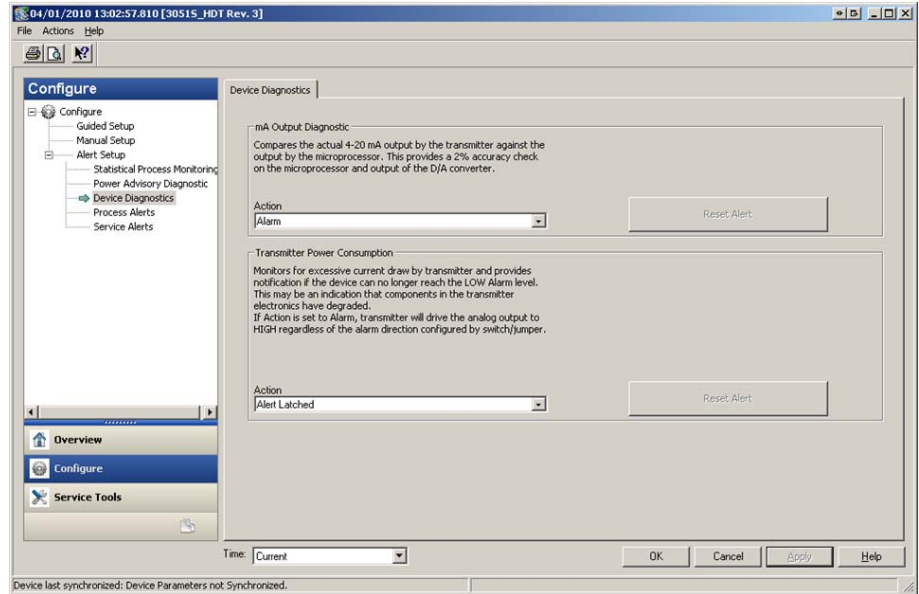 04/01/2010 13:02:57.810 [3051S_HDT Rev. 3]
File Actions Help
Configure
Configure
Guided Setup
Manual Setup
Alert Setup
Statistical Process Monitoring
Power Advisory Diagnostic
Device Diagnostics
Process Alerts
Service Alerts
Overview
Configure
Service Tools
Device Diagnostics
mA Output Diagnostic
Compares the actual 4-20 mA output by the transmitter against the
output by the microprocessor. This provides a 2% accuracy check
on the microprocessor and output of the D/A converter.
Action
Alarm
Reset Alert
Transmitter Power Consumption
Monitors for excessive current draw by transmitter and provides
notification if the device can no longer reach the LOW Alarm level.
This may be an indication that components in the transmitter
electronics have degraded.
If Action is set to Alarm, transmitter will drive the analog output to
HIGH regardless of the alarm direction configured by switch/jumper.
Action
Alert Latched
Reset Alert
Time: Current
OK
Cancel
Apply
Help
Device last synchronized: Device Parameters not Synchronized.